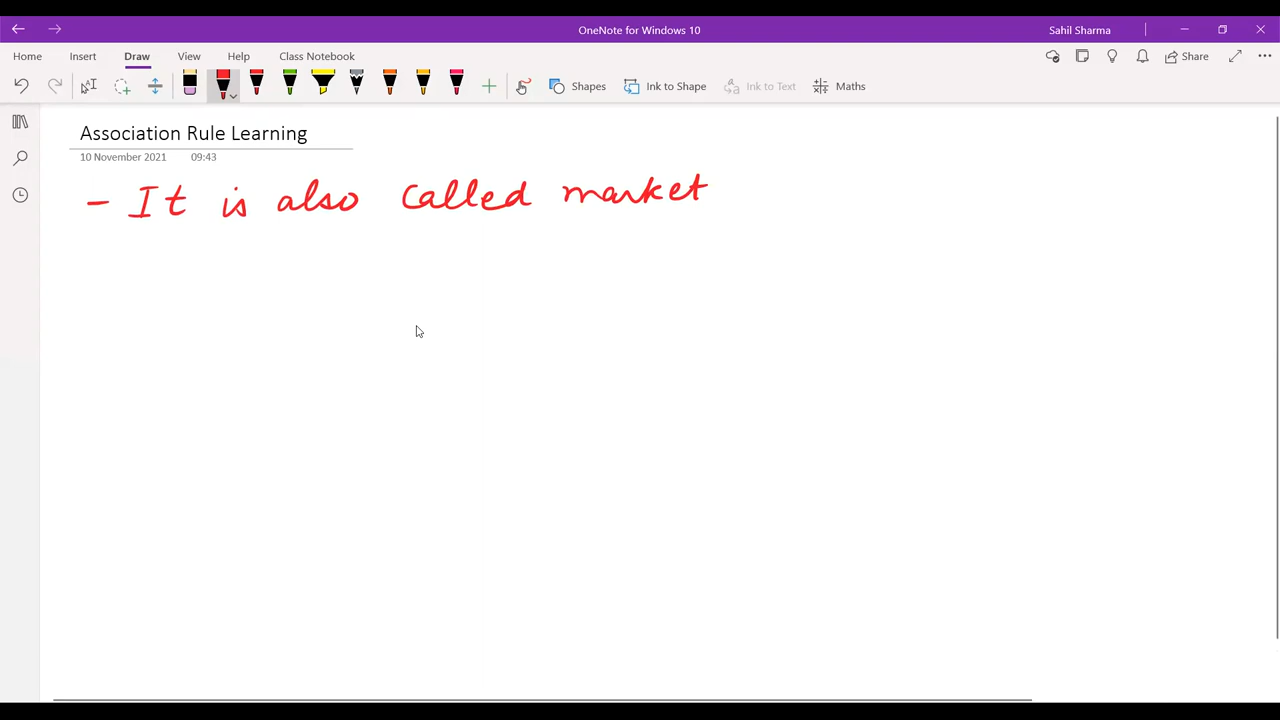 OneNote for Windows 10
Sahil Sharma
Home Insert Draw View Help Class Notebook
Share
Shapes Ink to Shape Ink to Text Maths
Association Rule Learning
10 November 2021 09:43
- It is also called market